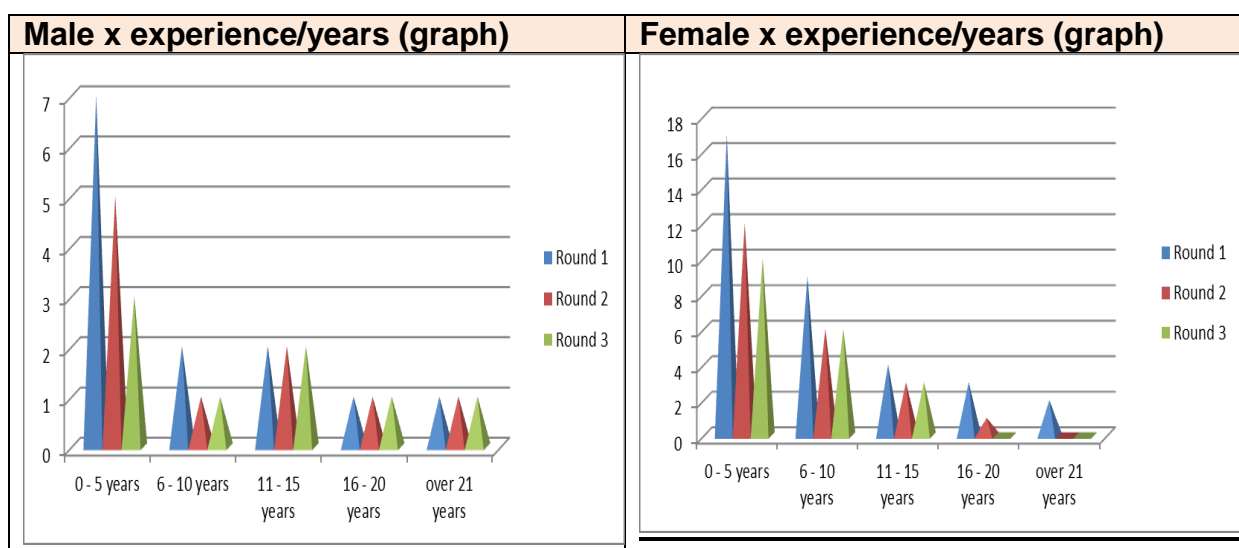 Male x experience/years (graph)
7
6
5
4
3
2
1
0
0 - 5 years
6 - 10 years
11 - 15
years
16 - 20
years
over 21
years
Round 1
Round 2
Round 3
Female x experience/years (graph)
18
16
14
12
10
8
6
4
2
0
0 - 5 years
6 - 10
years
11 - 15
years
16 - 20
years
over 21
years
Round 1
Round 2
Round 3